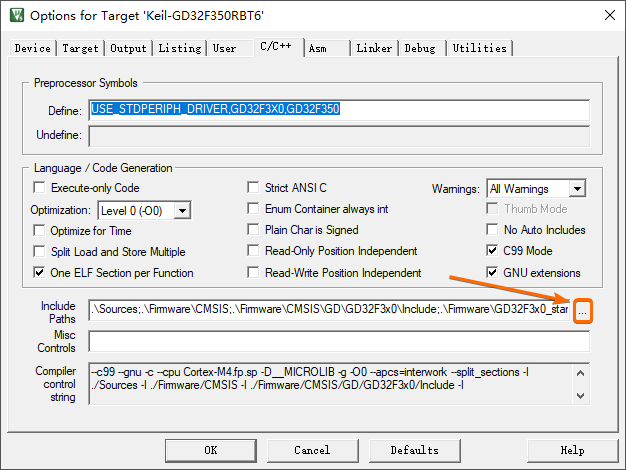 Options for Target 'Keil-GD32F350RBT6'
Device Target Output Listing User C/C++ Asm Linker Debug Utilities
Preprocessor Symbols
Define: USE_STDPERIPH_DRIVER,GD32F3X0,GD32F350
Undefine:
Language / Code Generation
Execute-only Code Strict ANSI C Warnings: All Warnings
Optimization: Level 0 (-O0) Enum Container always int Thumb Mode
Optimize for Time Plain Char is Signed No Auto Includes
Split Load and Store Multiple Read-Only Position Independent C99 Mode
One ELF Section per Function Read-Write Position Independent GNU extensions
Include
Paths
.\Sources;.\Firmware\CMSIS;.\Firmware\CMSIS\GD\GD32F3x0\Include;.\Firmware\GD32F3x0_star ...
Misc
Controls
Compiler
control
string
--c99 --gnu -c --cpu Cortex-M4.fp.sp -D__MICROLIB -g -O0 --apcs=interwork --split_sections -I
./Sources -I ./Firmware/CMSIS -I ./Firmware/CMSIS/GD/GD32F3x0/Include -I
OK Cancel Defaults Help